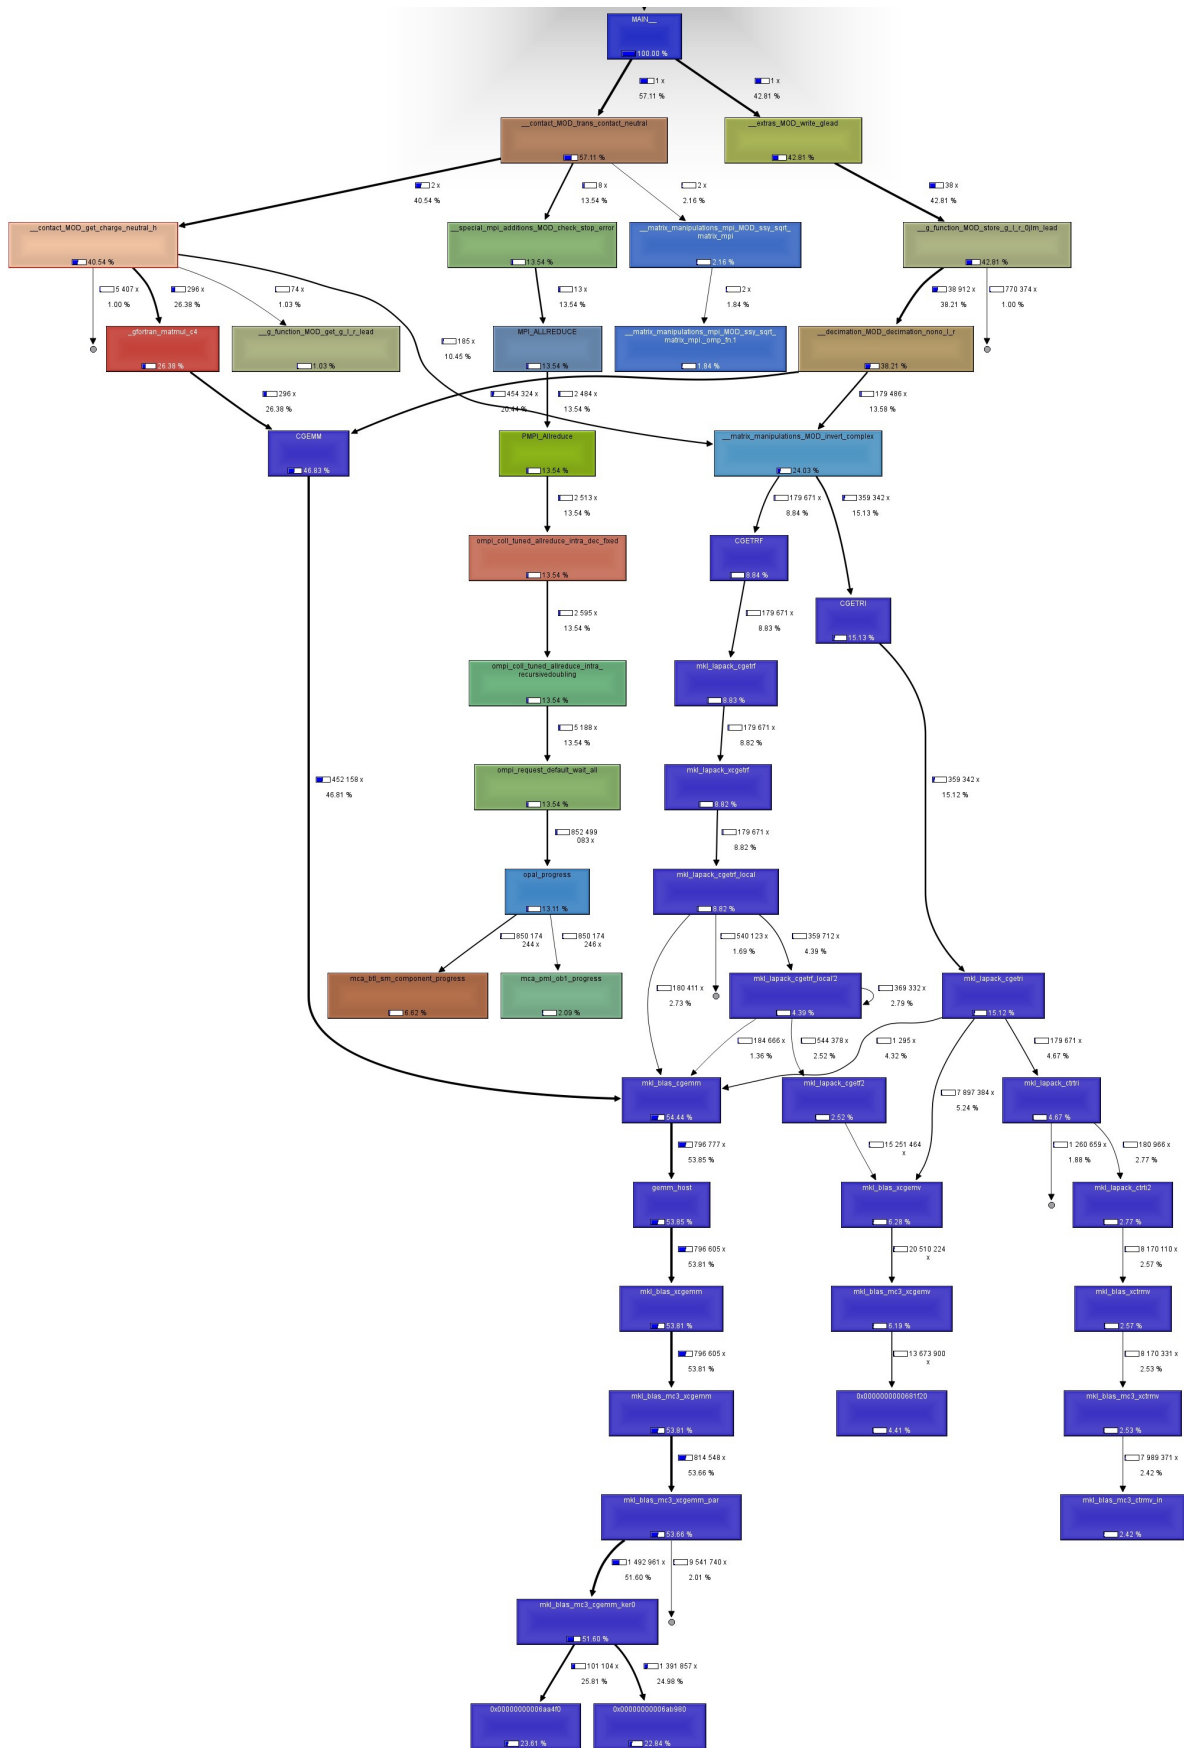 MAIN__
100.00 %
1 x
57.11 %
1 x
42.81 %
__contact_MOD_trans_contact_neutral
57.11 %
__extras_MOD_write_glead
42.81 %
2 x
40.54 %
8 x
13.54 %
2 x
2.16 %
38 x
42.81 %
__contact_MOD_get_charge_neutral_h
40.54 %
__special_mpi_additions_MOD_check_stop_error
13.54 %
__matrix_manipulations_mpi_MOD_ssy_sqrt_
matrix_mpi
2.16 %
__g_function_MOD_store_g_l_r_0jlm_lead
42.81 %
5 407 x
1.00 %
296 x
26.38 %
74 x
1.03 %
13 x
13.54 %
2 x
1.84 %
38 912 x
38.21 %
770 374 x
1.00 %
_gfortran_matmul_c4
26.38 %
__g_function_MOD_get_g_l_r_lead
1.03 %
185 x
10.45 %
MPI_ALLREDUCE
13.54 %
__matrix_manipulations_mpi_MOD_ssy_sqrt_
matrix_mpi._omp_fn.1
1.84 %
__decimation_MOD_decimation_nono_l_r
38.21 %
296 x
26.38 %
454 324 x
20.44 %
2 484 x
13.54 %
179 486 x
13.58 %
CGEMM
46.83 %
PMPI_Allreduce
13.54 %
__matrix_manipulations_MOD_invert_complex
24.03 %
2 513 x
13.54 %
179 671 x
8.84 %
359 342 x
15.13 %
ompi_coll_tuned_allreduce_intra_dec_fixed
13.54 %
CGETRF
8.84 %
CGETRI
15.13 %
2 595 x
13.54 %
179 671 x
8.83 %
ompi_coll_tuned_allreduce_intra_
recursivedoubling
13.54 %
mkl_lapack_cgetrf
8.83 %
5 188 x
13.54 %
179 671 x
8.82 %
452 158 x
46.81 %
359 342 x
15.12 %
ompi_request_default_wait_all
13.54 %
mkl_lapack_xcgetrf
8.82 %
852 499
083 x
179 671 x
8.82 %
opal_progress
13.11 %
mkl_lapack_cgetrf_local
8.82 %
850 174
244 x
850 174
246 x
540 123 x
1.69 %
359 712 x
4.39 %
mca_btl_sm_component_progress
6.62 %
mca_pml_ob1_progress
2.09 %
180 411 x
2.73 %
mkl_lapack_cgetrf_local2
4.39 %
369 332 x
2.79 %
mkl_lapack_cgetri
15.12 %
184 666 x
1.36 %
544 378 x
2.52 %
1 295 x
4.32 %
179 671 x
4.67 %
mkl_blas_cgemm
54.44 %
mkl_lapack_cgetf2
2.52 %
7 897 384 x
5.24 %
mkl_lapack_ctrtri
4.67 %
796 777 x
53.85 %
15 251 464
x
1 260 659 x
1.88 %
180 966 x
2.77 %
gemm_host
53.85 %
mkl_blas_xcgemv
6.28 %
mkl_lapack_ctrti2
2.77 %
796 605 x
53.81 %
20 510 224
x
8 170 110 x
2.57 %
mkl_blas_xcgemm
53.81 %
mkl_blas_mc3_xcgemv
6.19 %
mkl_blas_xctrmv
2.57 %
796 605 x
53.81 %
13 673 900
x
8 170 331 x
2.53 %
mkl_blas_mc3_xcgemm
53.81 %
0x0000000000681f20
4.41 %
mkl_blas_mc3_xctrmv
2.53 %
814 548 x
53.66 %
7 989 371 x
2.42 %
mkl_blas_mc3_xcgemm_par
53.66 %
mkl_blas_mc3_ctrmv_in
2.42 %
1 492 961 x
51.60 %
9 541 740 x
2.01 %
mkl_blas_mc3_cgemm_ker0
51.60 %
101 104 x
25.81 %
1 391 857 x
24.98 %
0x00000000006aa4f0
23.61 %
0x00000000006ab980
22.84 %